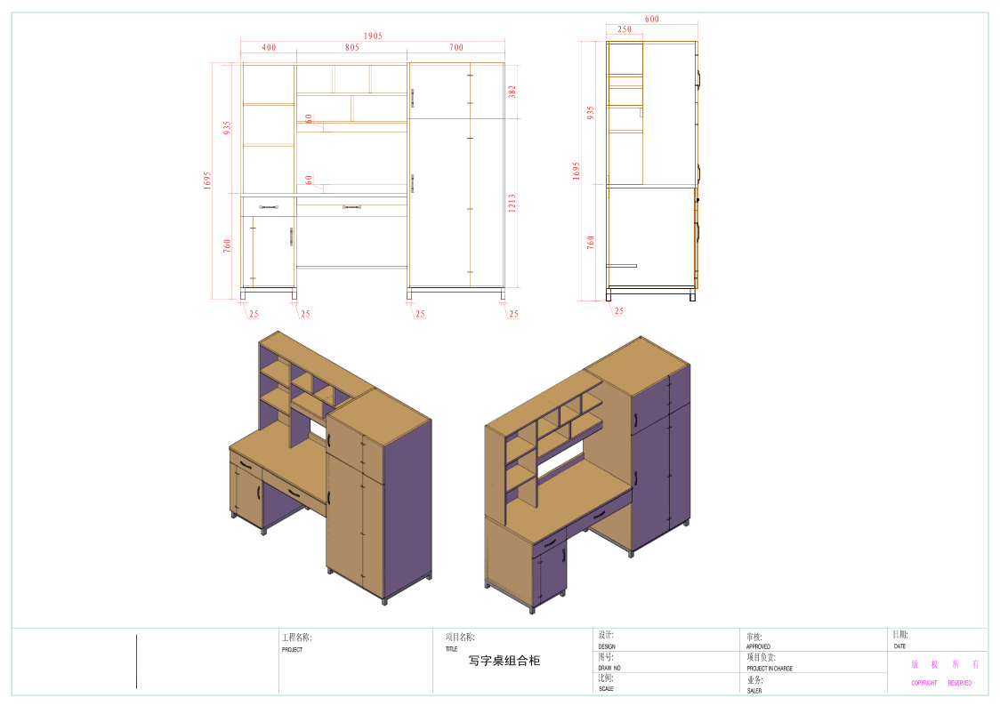 1905
400 805 700
600
250
935
1695
760
60
60
382
1213
25 25 25 25
935
1695
760
25
工程名称:
PROJECT
项目名称:
TITLE
写字桌组合柜
设计:
DESIGN
图号:
DRAW NO
比例:
SCALE
审核:
APPROVED
项目负责:
PROJECT IN CHARGE
业务:
SALER
日期:
DATE
版 权 所 有
COPYRIGHT RESERVED